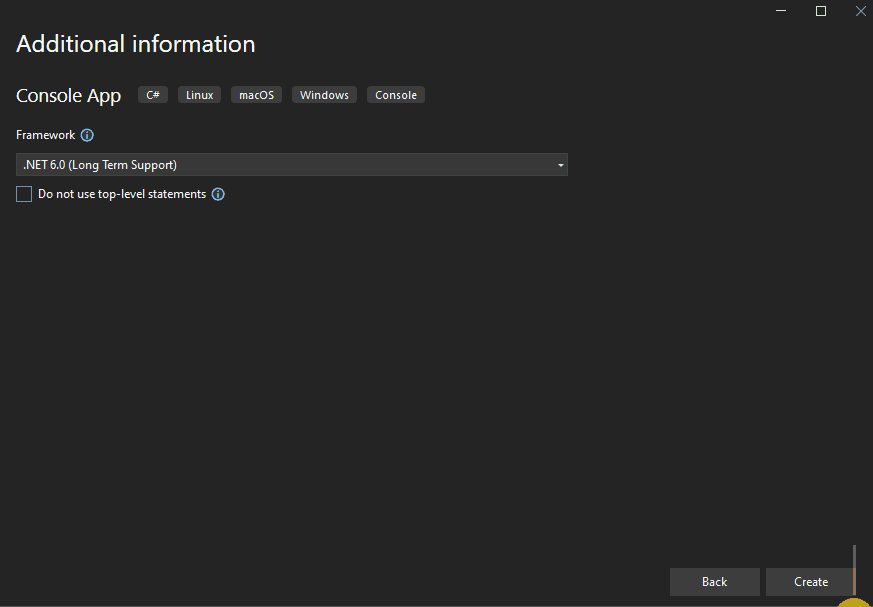 Additional information
Console App C# Linux macOS Windows Console
Framework
.NET 6.0 (Long Term Support)
Do not use top-level statements
Back Create